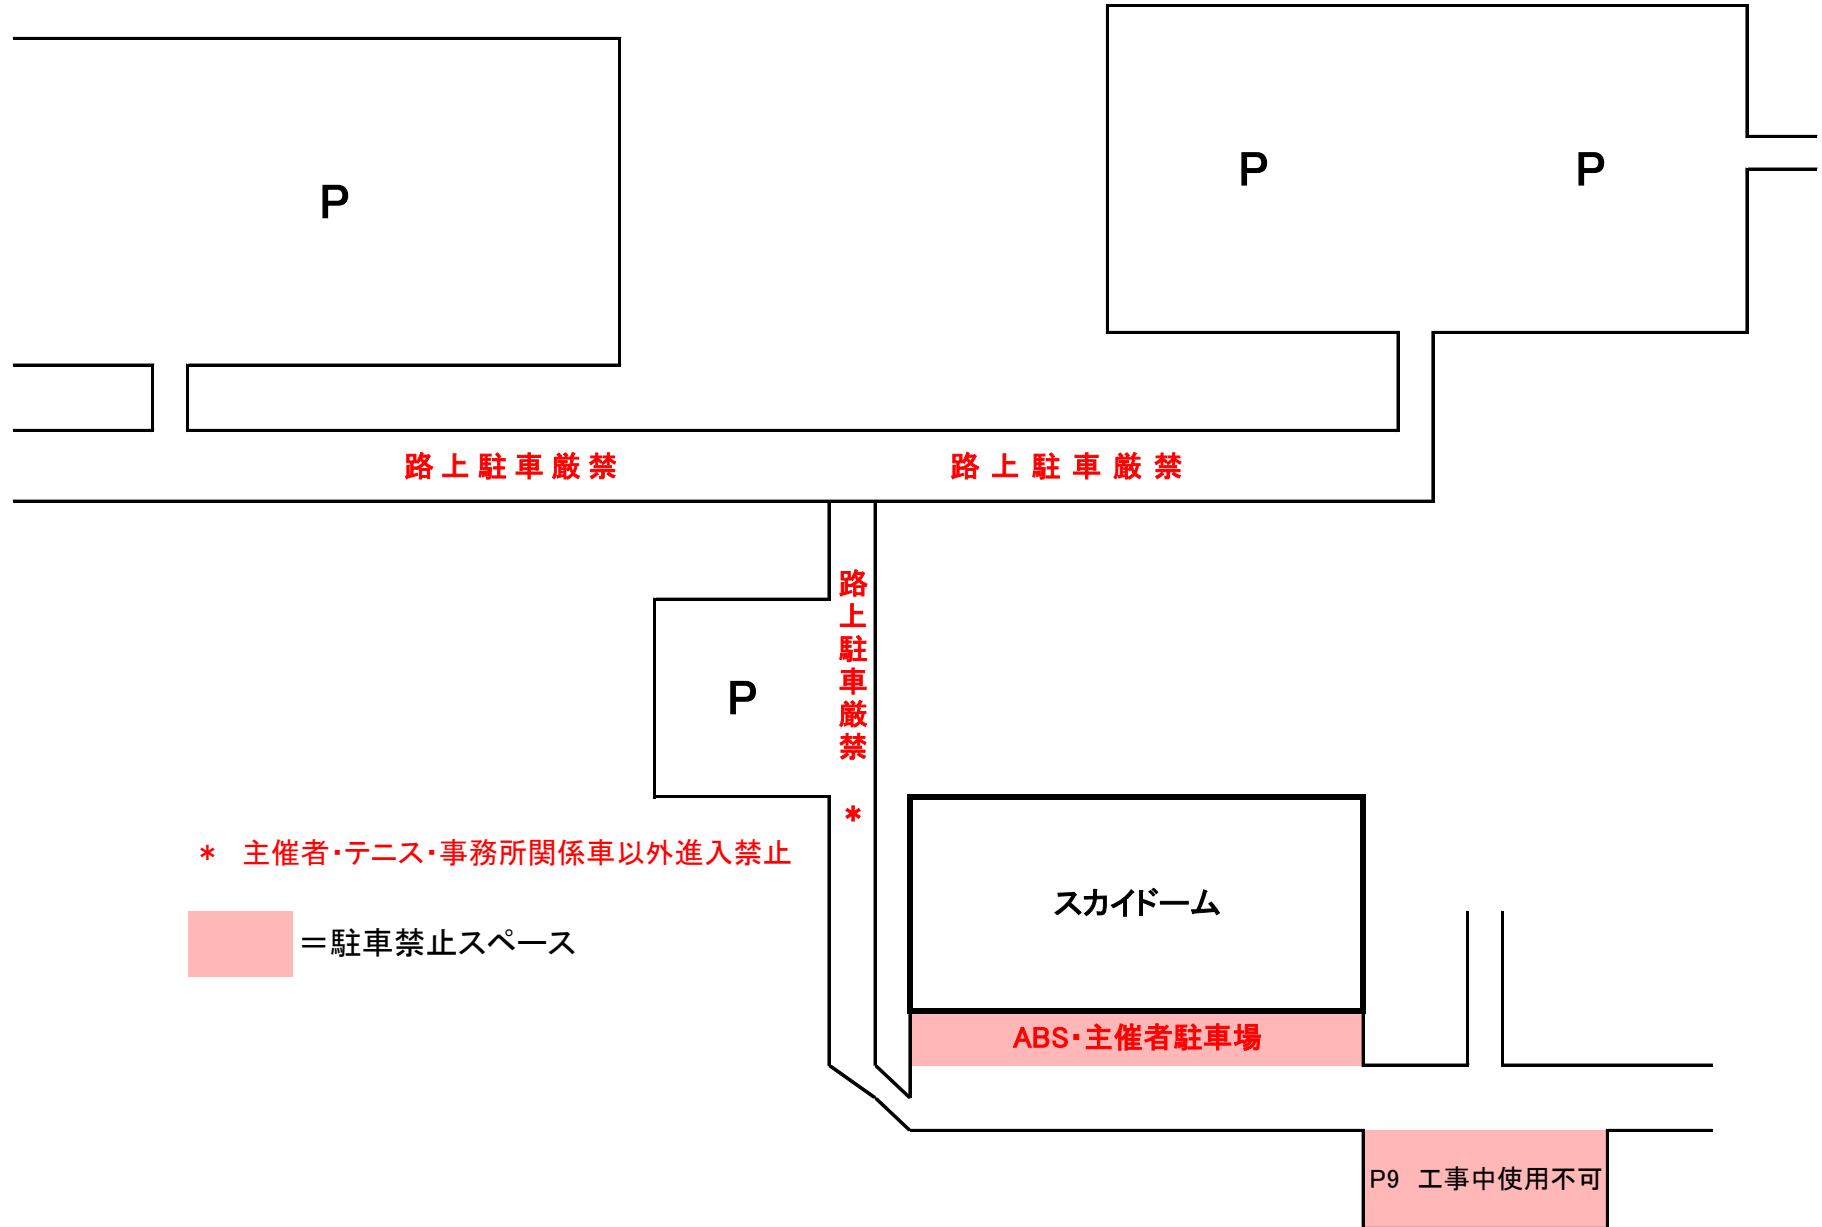 P
P
P
路上駐車厳禁
路上駐車厳禁
路上駐車厳禁 *
P
* 主催者・テニス・事務所関係車以外進入禁止
スカイドーム
=駐車禁止スペース
ABS・主催者駐車場
P9 工事中使用不可